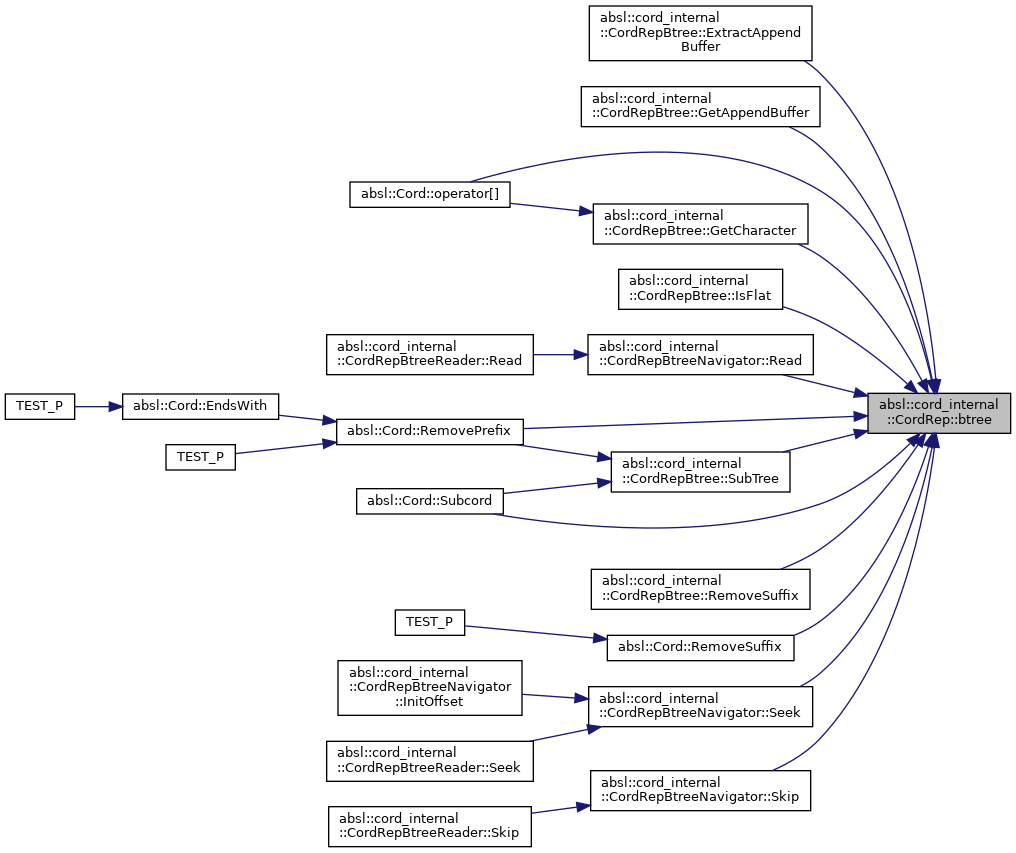 absl::cord_internal
::CordRepBtree::ExtractAppend
Buffer
absl::cord_internal
::CordRepBtree::GetAppendBuffer
absl::Cord::operator[]
absl::cord_internal
::CordRepBtree::GetCharacter
absl::cord_internal
::CordRepBtree::IsFlat
absl::cord_internal
::CordRepBtreeReader::Read
absl::cord_internal
::CordRepBtreeNavigator::Read
TEST_P
absl::Cord::EndsWith
absl::Cord::RemovePrefix
absl::cord_internal
::CordRep::btree
TEST_P
absl::cord_internal
::CordRepBtree::SubTree
absl::Cord::Subcord
absl::cord_internal
::CordRepBtree::RemoveSuffix
TEST_P
absl::Cord::RemoveSuffix
absl::cord_internal
::CordRepBtreeNavigator
::InitOffset
absl::cord_internal
::CordRepBtreeNavigator::Seek
absl::cord_internal
::CordRepBtreeReader::Seek
absl::cord_internal
::CordRepBtreeNavigator::Skip
absl::cord_internal
::CordRepBtreeReader::Skip